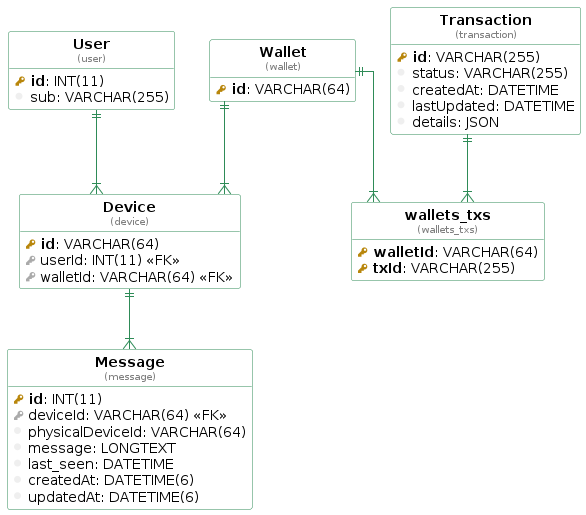 User
(user)
id: INT(11)
sub: VARCHAR(255)
Wallet
(wallet)
id: VARCHAR(64)
Transaction
(transaction)
id: VARCHAR(255)
status: VARCHAR(255)
createdAt: DATETIME
lastUpdated: DATETIME
details: JSON
Device
(device)
id: VARCHAR(64)
userId: INT(11) «FK»
walletId: VARCHAR(64) «FK»
wallets_txs
(wallets_txs)
walletId: VARCHAR(64)
txId: VARCHAR(255)
Message
(message)
id: INT(11)
deviceId: VARCHAR(64) «FK»
physicalDeviceId: VARCHAR(64)
message: LONGTEXT
last_seen: DATETIME
createdAt: DATETIME(6)
updatedAt: DATETIME(6)